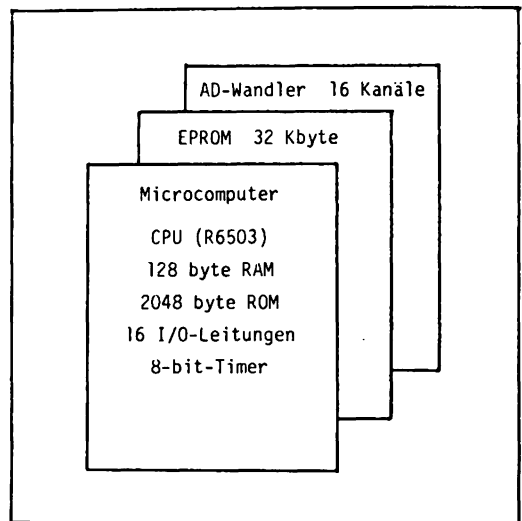 AD-Wandler 16 Kanäle
EPROM 32 Kbyte
Microcomputer
CPU (R6503)
128 byte RAM
2048 byte ROM
16 I/O-Leitungen
8-bit-Timer